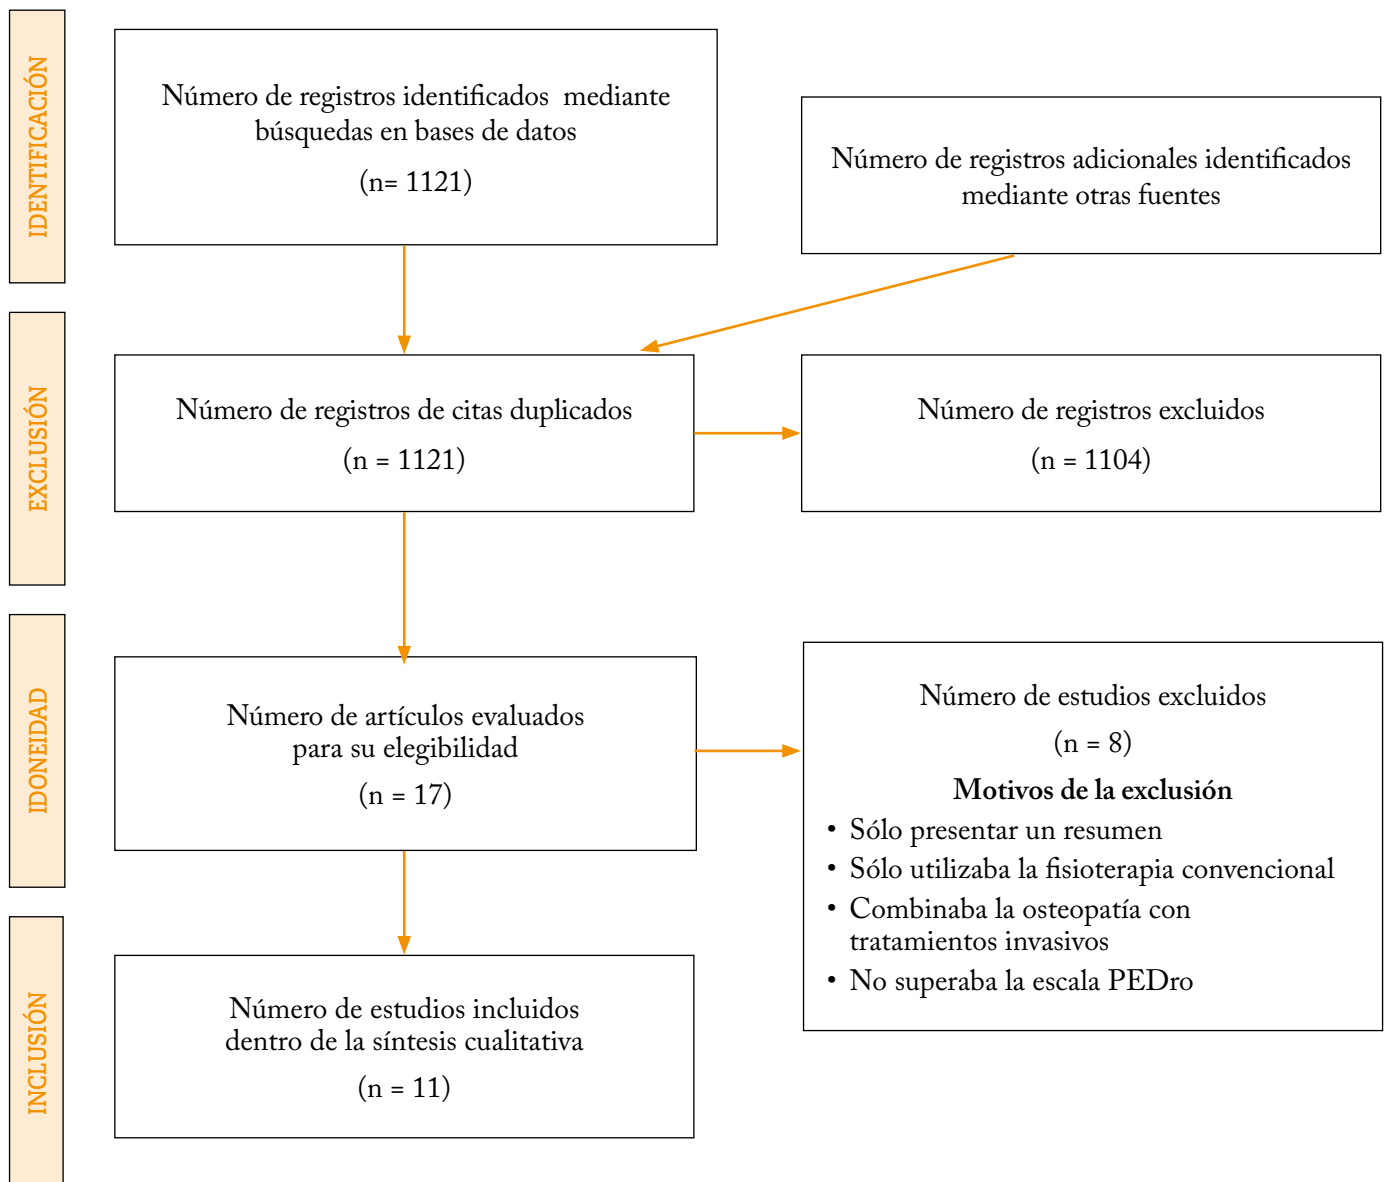 IDENTIFICACIÓN
Número de registros identificados mediante
búsquedas en bases de datos
(n= 1121)
Número de registros adicionales identificados
mediante otras fuentes
EXCLUSIÓN
Número de registros de citas duplicados
(n = 1121)
Número de registros excluidos
(n = 1104)
IDONEIDAD
Número de artículos evaluados
para su elegibilidad
(n = 17)
Número de estudios excluidos
(n = 8)
Motivos de la exclusión
• Sólo presentar un resumen
• Sólo utilizaba la fisioterapia convencional
• Combinaba la osteopatía con
tratamientos invasivos
• No superaba la escala PEDro
INCLUSIÓN
Número de estudios incluidos
dentro de la síntesis cualitativa
(n = 11)